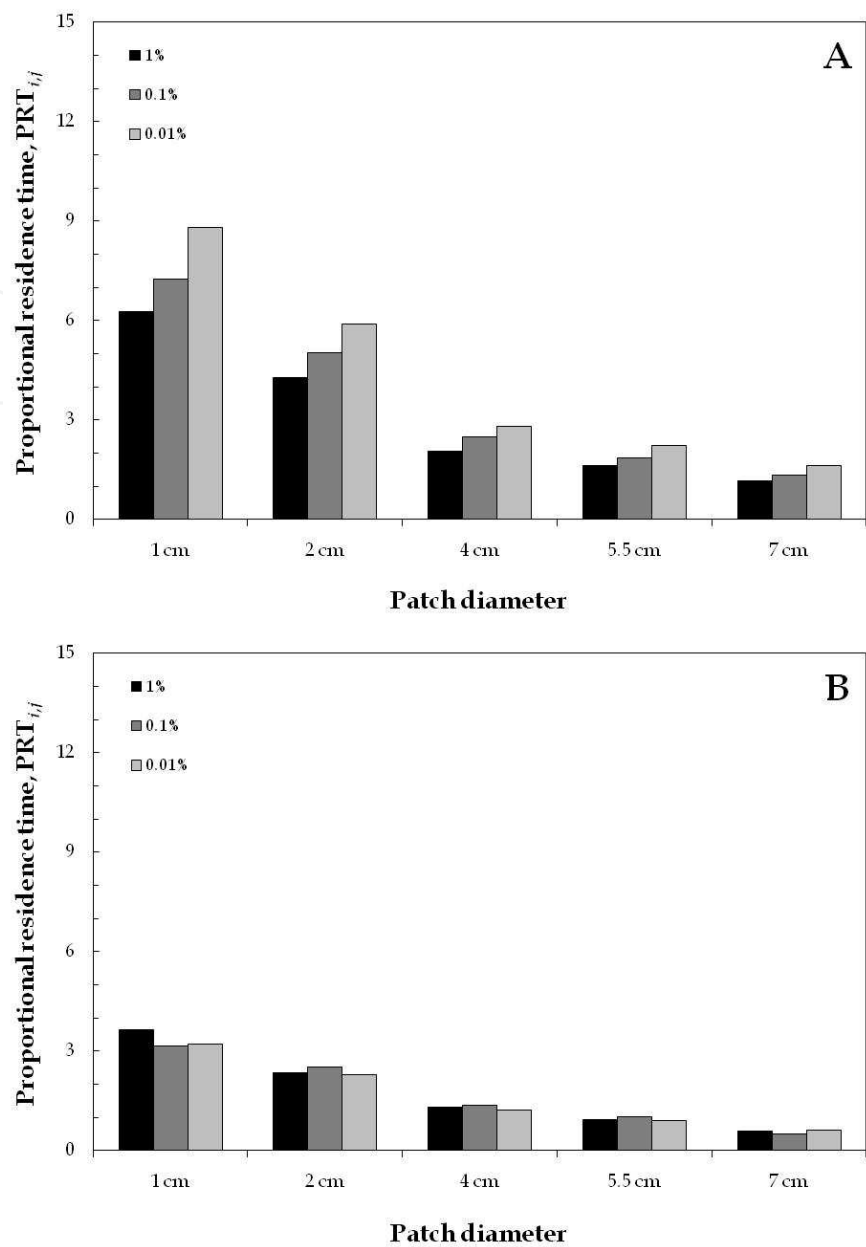 15
12
9
6
3
0
Proportional residence time, PRTi,j
1%
0.1%
0.01%
A
1 cm 2 cm 4 cm 5.5 cm 7 cm
Patch diameter
15
12
9
6
3
0
Proportional residence time, PRTi,j
1%
0.1%
0.01%
B
1 cm 2 cm 4 cm 5.5 cm 7 cm
Patch diameter